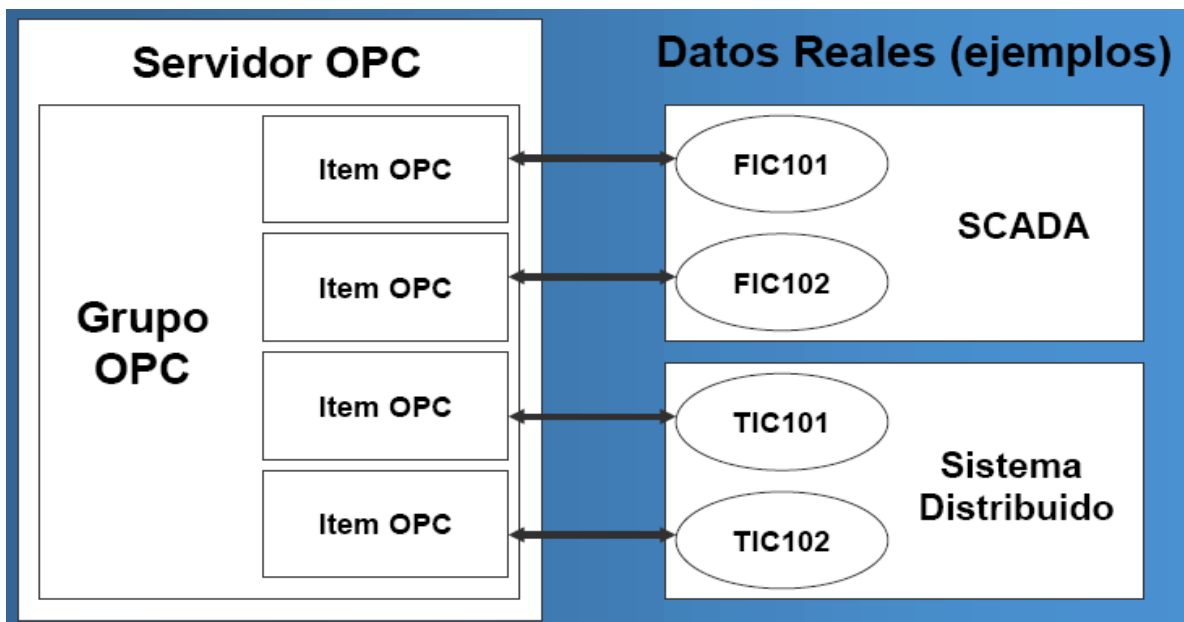 Servidor OPC
Datos Reales (ejemplos)
Grupo
OPC
Item OPC
Item OPC
Item OPC
Item OPC
FIC101
FIC102
SCADA
TIC101
TIC102
Sistema
Distribuido